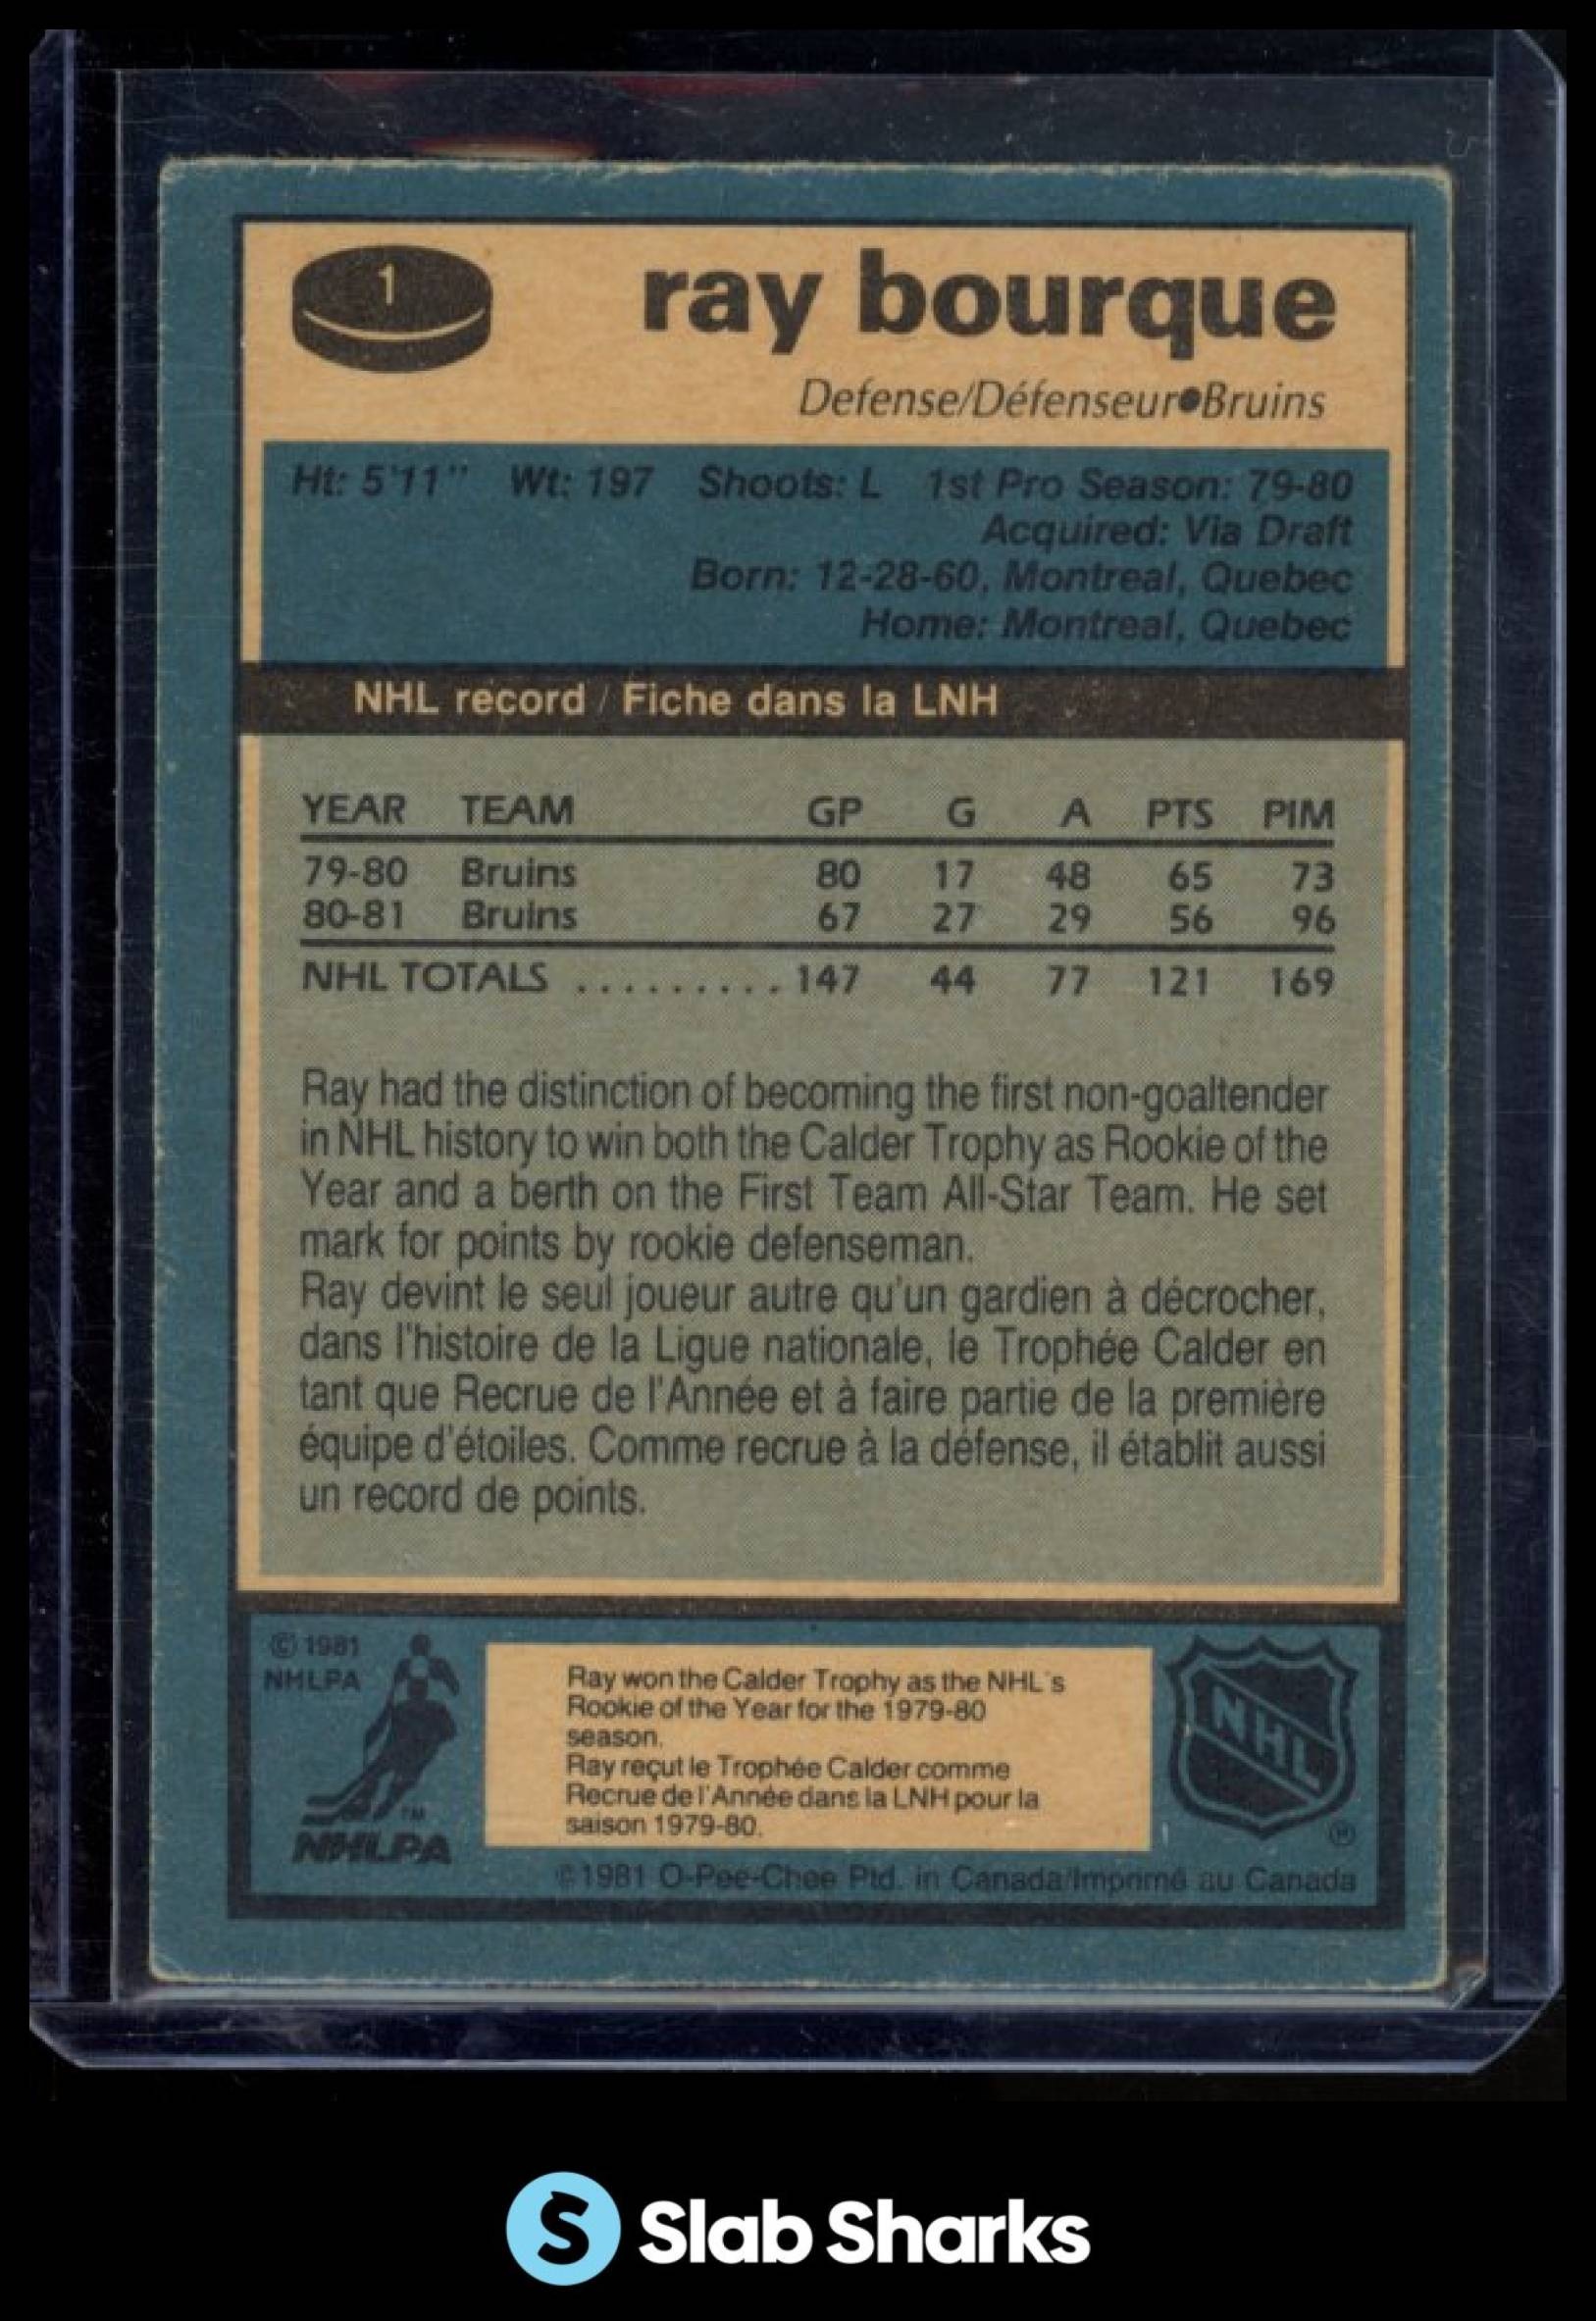 1
ray bourque
Defense/Défenseur●Bruins
Ht: 5'11" Wt: 197 Shoots: L 1st Pro Season: 79-80
Acquired: Via Draft
Born: 12-28-60, Montreal, Quebec
Home: Montreal, Quebec
NHL record / Fiche dans la LNH
YEAR TEAM GP G A PTS PIM
79-80 Bruins 80 17 48 65 73
80-81 Bruins 67 27 29 56 96
NHL TOTALS ......... 147 44 77 121 169
Ray had the distinction of becoming the first non-goaltender
in NHL history to win both the Calder Trophy as Rookie of the
Year and a berth on the First Team All-Star Team. He set
mark for points by rookie defenseman.
Ray devint le seul joueur autre qu'un gardien à décrocher,
dans l'histoire de la Ligue nationale, le Trophée Calder en
tant que Recrue de l'Année et à faire partie de la première
équipe d'étoiles. Comme recrue à la défense, il établit aussi
un record de points.
© 1981
NHLPA
TM
NHLPA
Ray won the Calder Trophy as the NHL's
Rookie of the Year for the 1979-80
season.
Ray reçut le Trophée Calder comme
Recrue de l'Année dans la LNH pour la
saison 1979-80.
NHL
®
© 1981 O-Pee-Chee Ptd. in Canada/Imprimé au Canada
S Slab Sharks